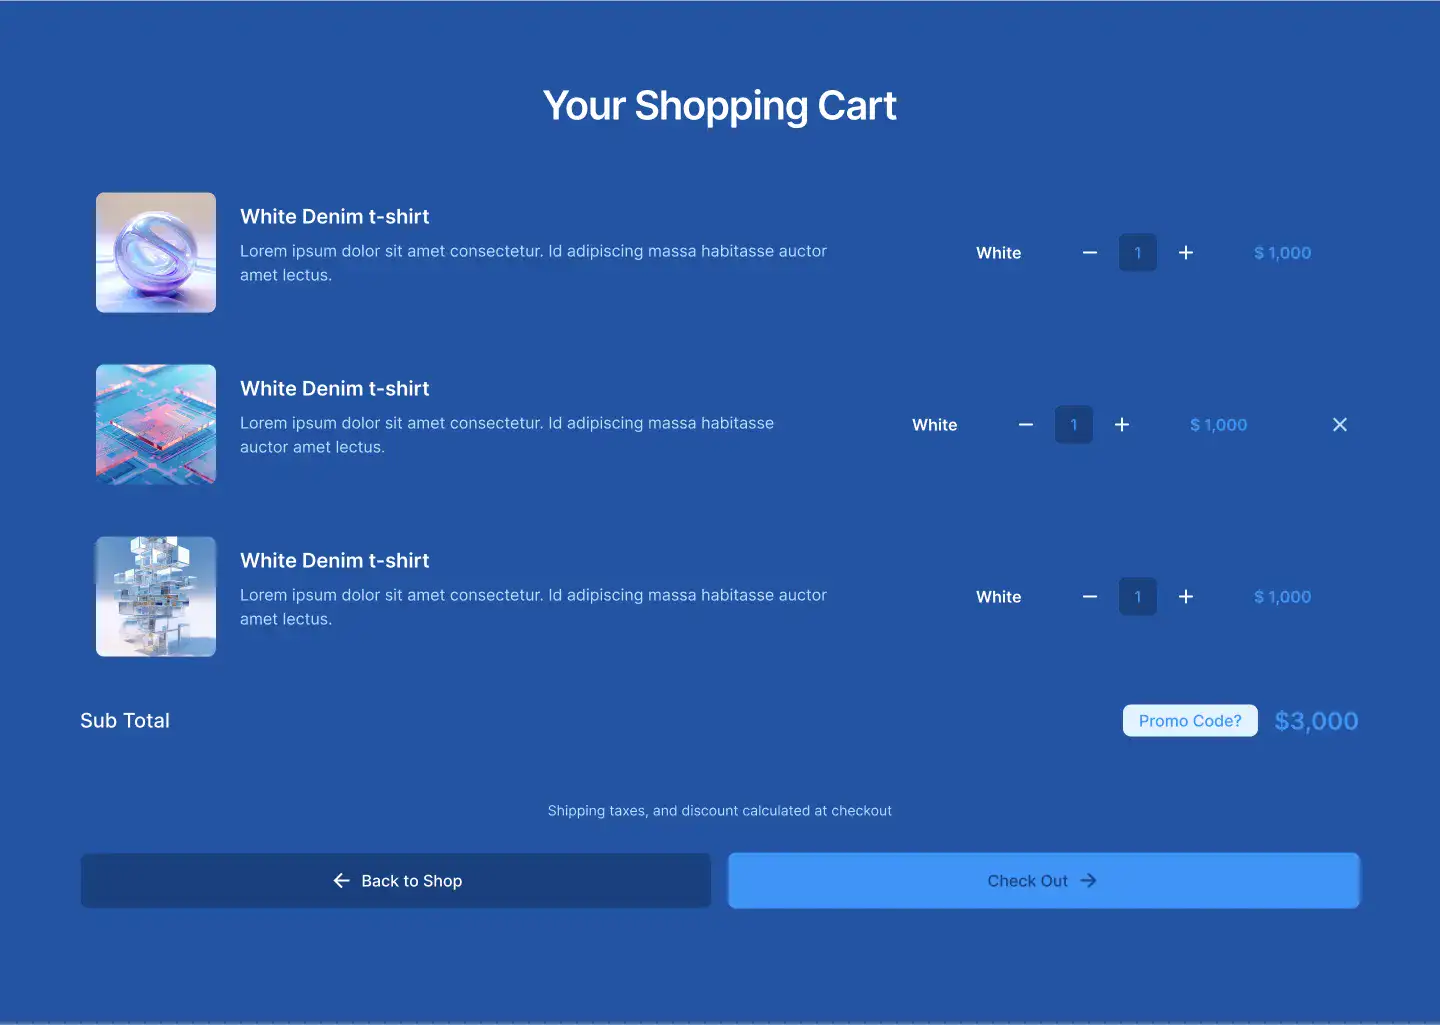 Your Shopping Cart
White Denim t-shirt
Lorem ipsum dolor sit amet consectetur. Id adipiscing massa habitasse auctor
amet lectus.
White
1
$ 1,000
White Denim t-shirt
Lorem ipsum dolor sit amet consectetur. Id adipiscing massa habitasse
auctor amet lectus.
White
1
$ 1,000
White Denim t-shirt
Lorem ipsum dolor sit amet consectetur. Id adipiscing massa habitasse auctor
amet lectus.
White
1
$ 1,000
Sub Total
Promo Code?
$3,000
Shipping taxes, and discount calculated at checkout
Back to Shop
Check Out